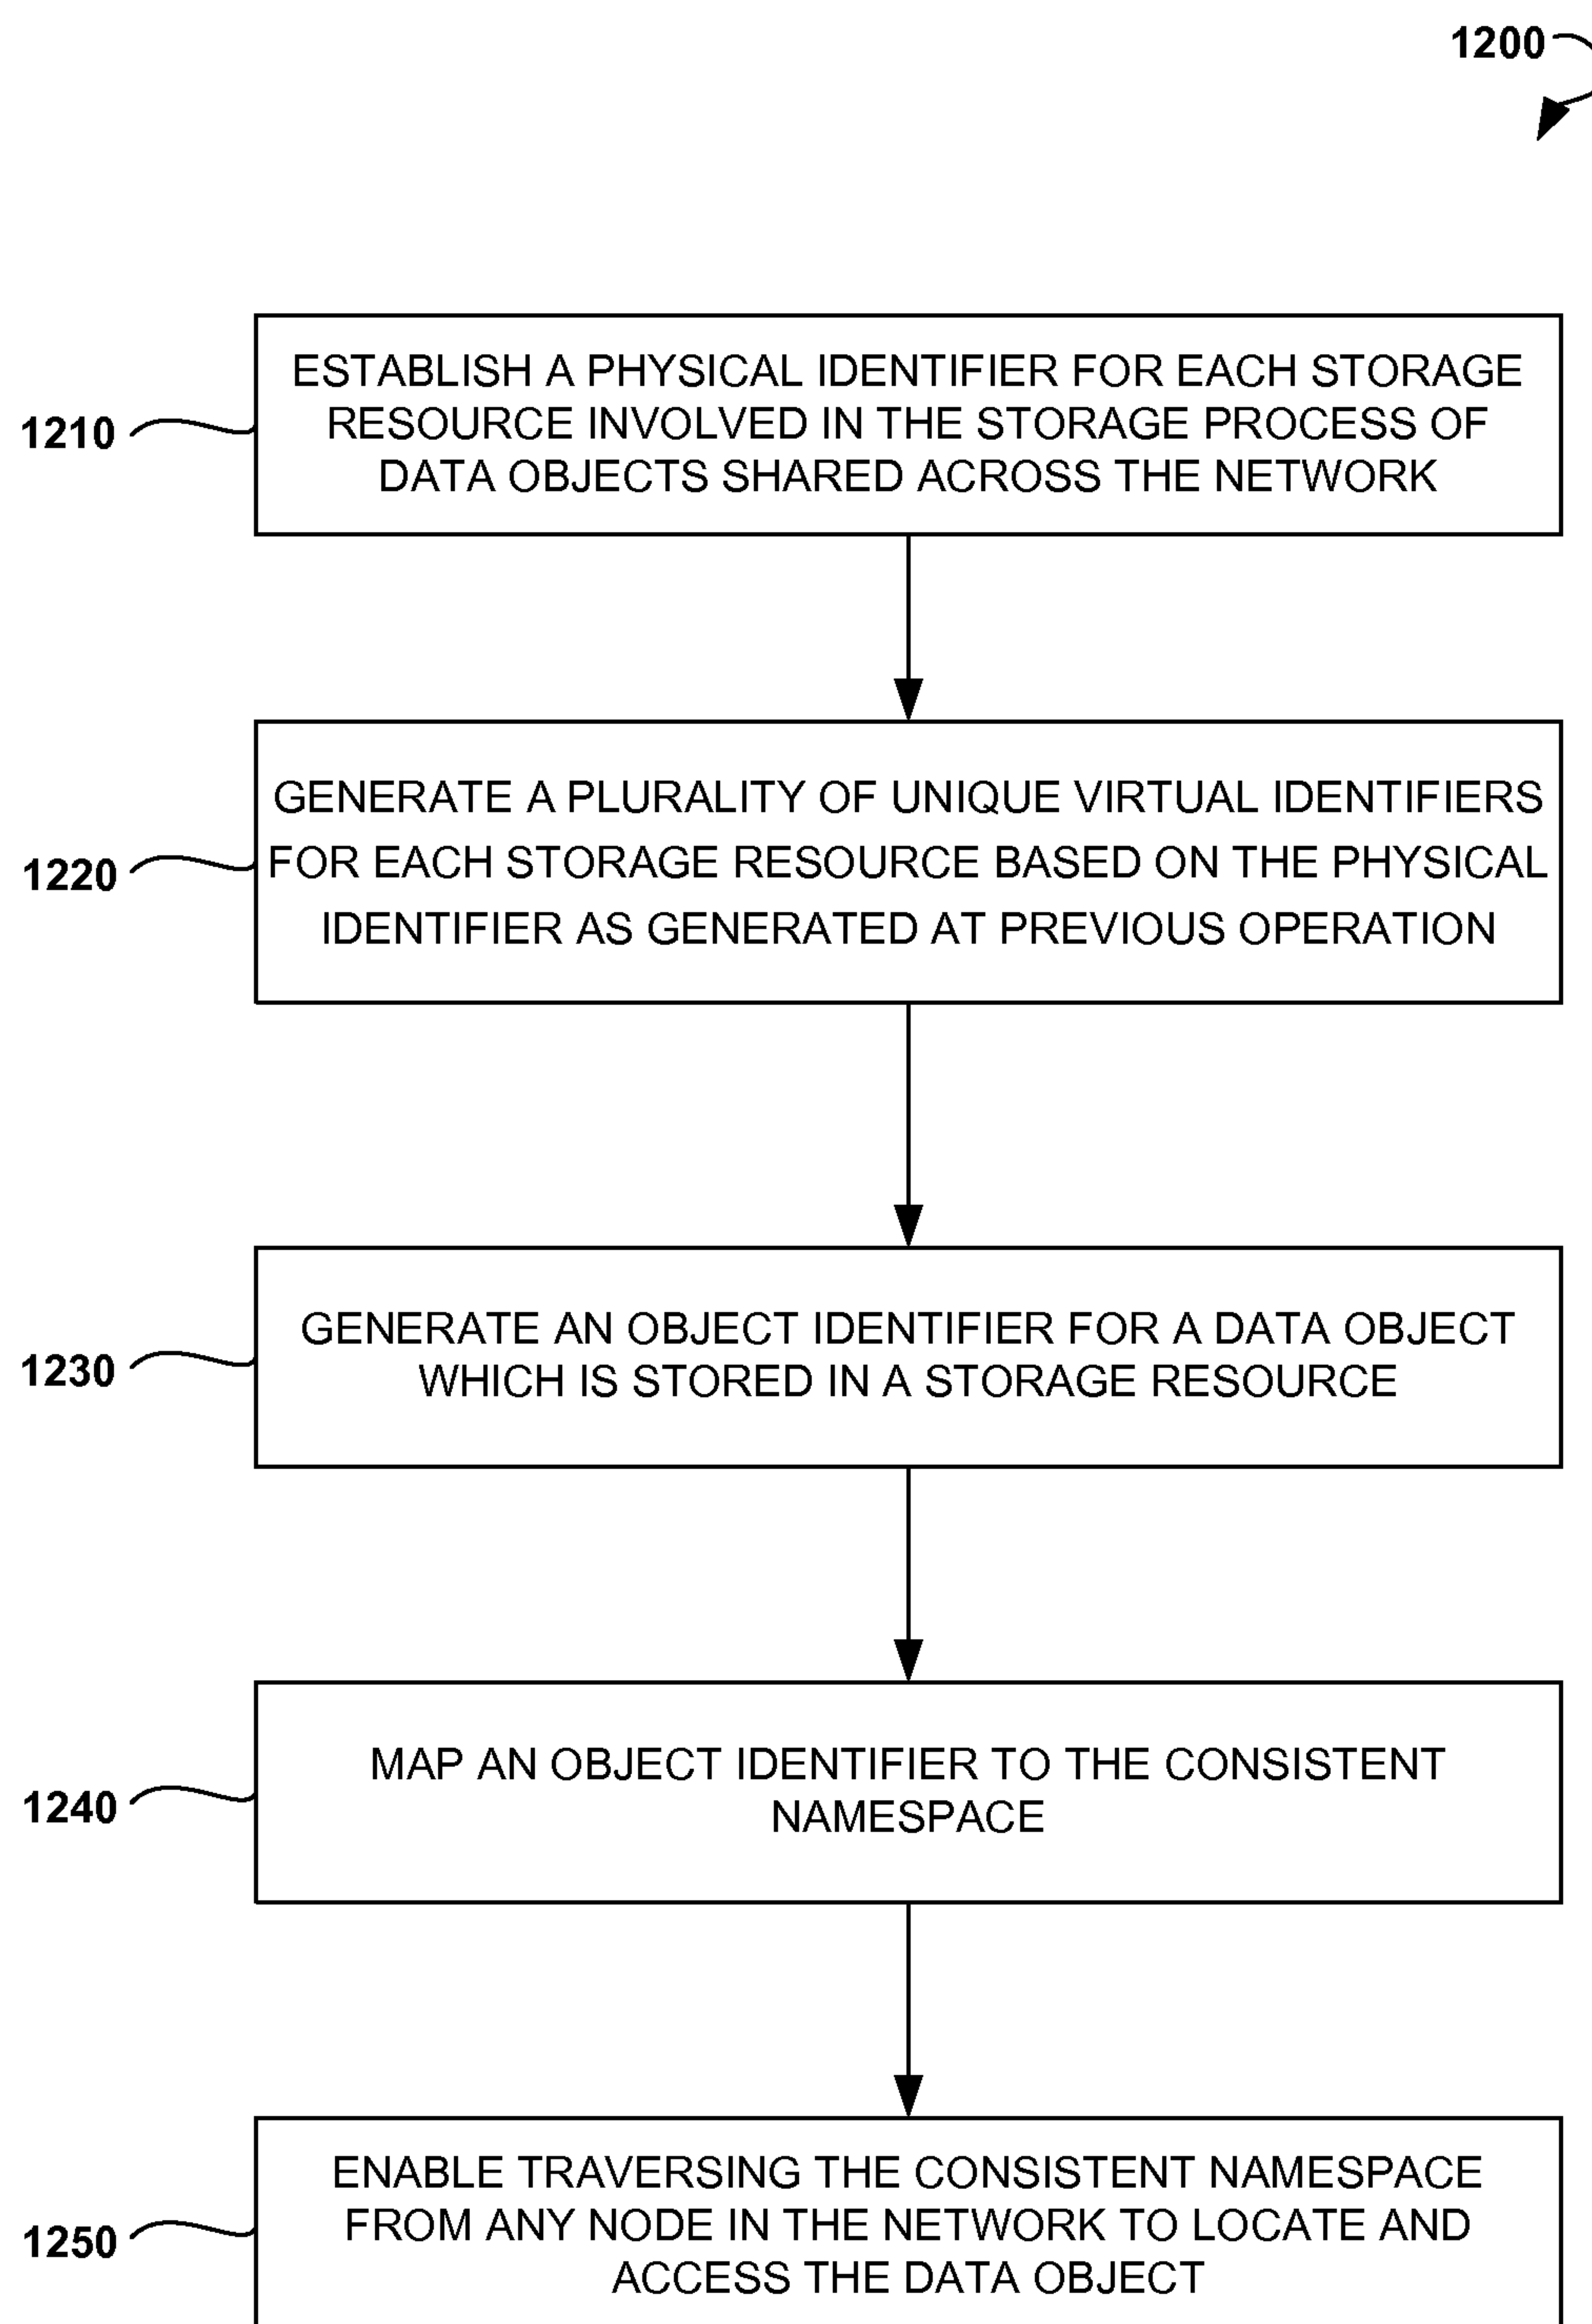 1200
1210
ESTABLISH A PHYSICAL IDENTIFIER FOR EACH STORAGE
RESOURCE INVOLVED IN THE STORAGE PROCESS OF
DATA OBJECTS SHARED ACROSS THE NETWORK
1220
GENERATE A PLURALITY OF UNIQUE VIRTUAL IDENTIFIERS
FOR EACH STORAGE RESOURCE BASED ON THE PHYSICAL
IDENTIFIER AS GENERATED AT PREVIOUS OPERATION
1230
GENERATE AN OBJECT IDENTIFIER FOR A DATA OBJECT
WHICH IS STORED IN A STORAGE RESOURCE
1240
MAP AN OBJECT IDENTIFIER TO THE CONSISTENT
NAMESPACE
1250
ENABLE TRAVERSING THE CONSISTENT NAMESPACE
FROM ANY NODE IN THE NETWORK TO LOCATE AND
ACCESS THE DATA OBJECT